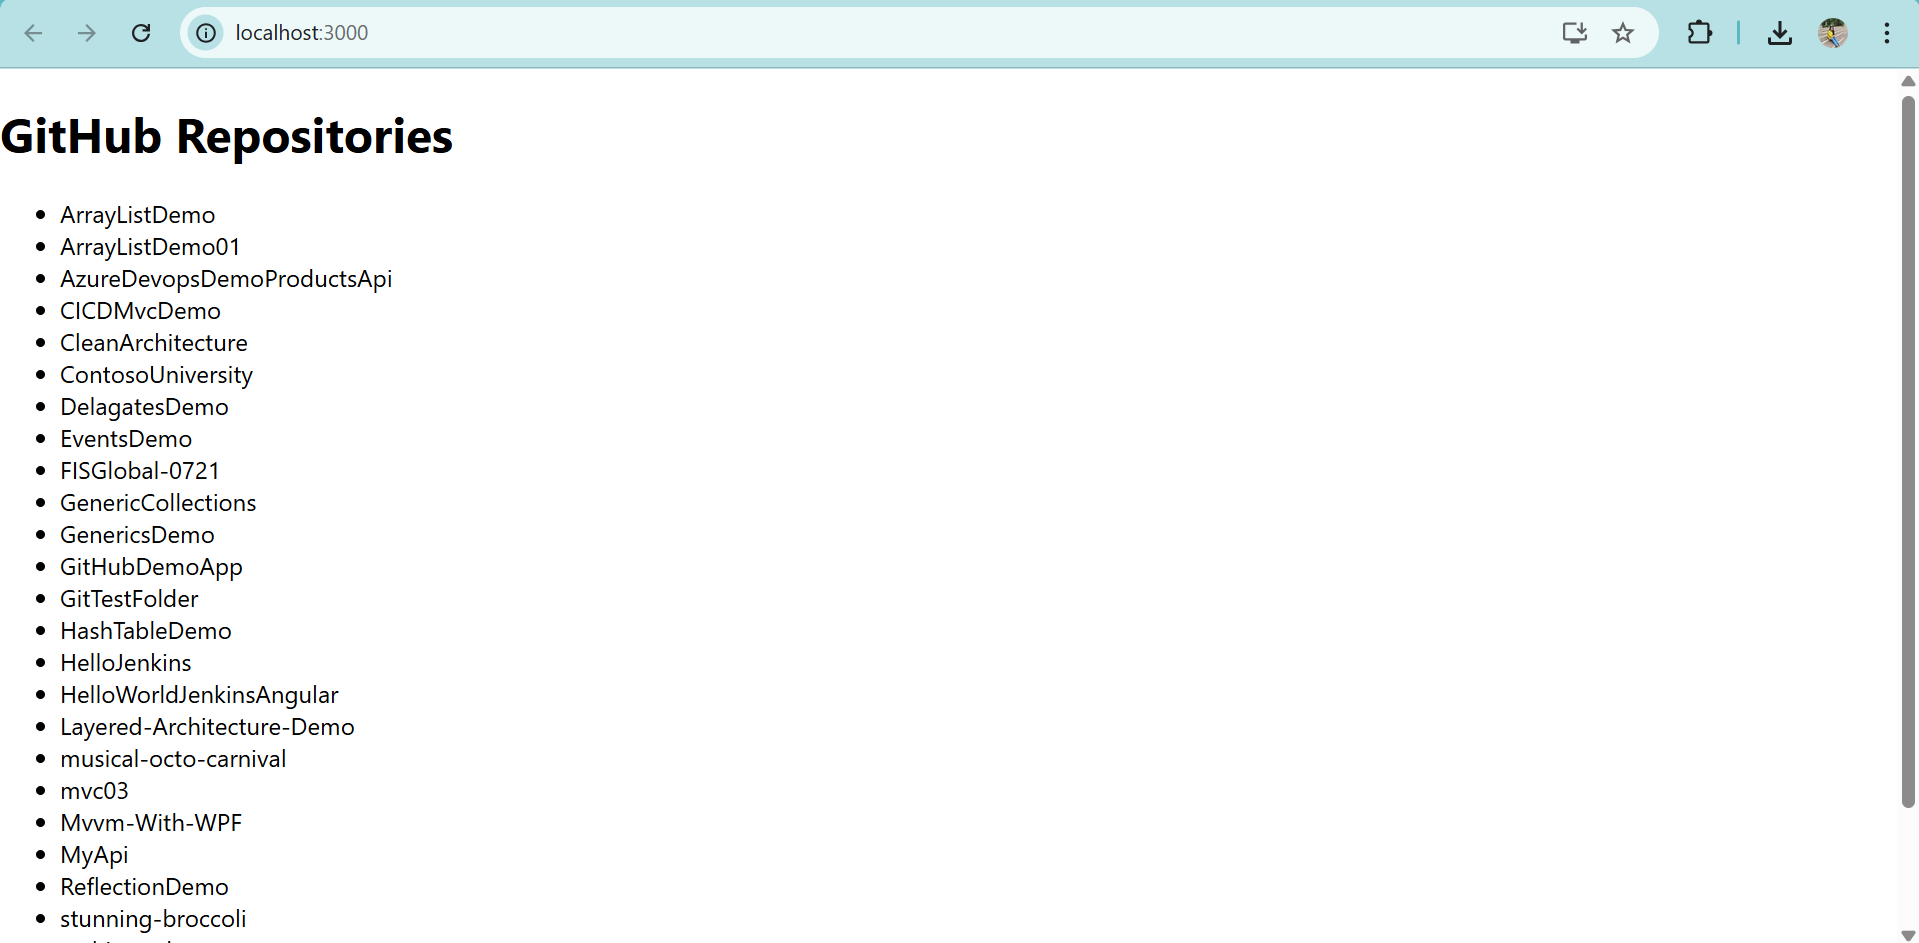 localhost:3000
GitHub Repositories
ArrayListDemo
ArrayListDemo01
AzureDevopsDemoProductsApi
CICDMvcDemo
CleanArchitecture
ContosoUniversity
DelagatesDemo
EventsDemo
FISGlobal-0721
GenericCollections
GenericsDemo
GitHubDemoApp
GitTestFolder
HashTableDemo
HelloJenkins
HelloWorldJenkinsAngular
Layered-Architecture-Demo
musical-octo-carnival
mvc03
Mvvm-With-WPF
MyApi
ReflectionDemo
stunning-broccoli